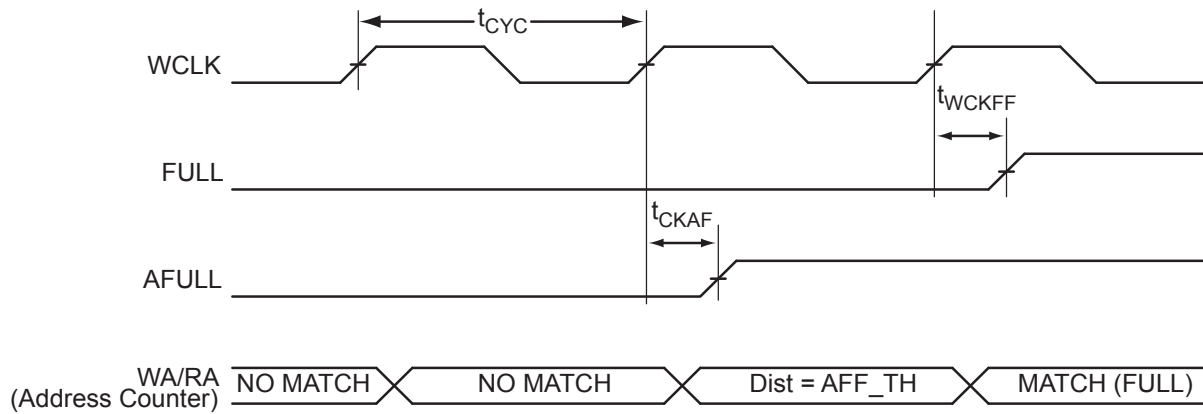 tCYC
WCLK
tWCKFF
FULL
tCKAF
AFULL
WA/RA
(Address Counter)
NO MATCH
NO MATCH
Dist = AFF_TH
MATCH (FULL)